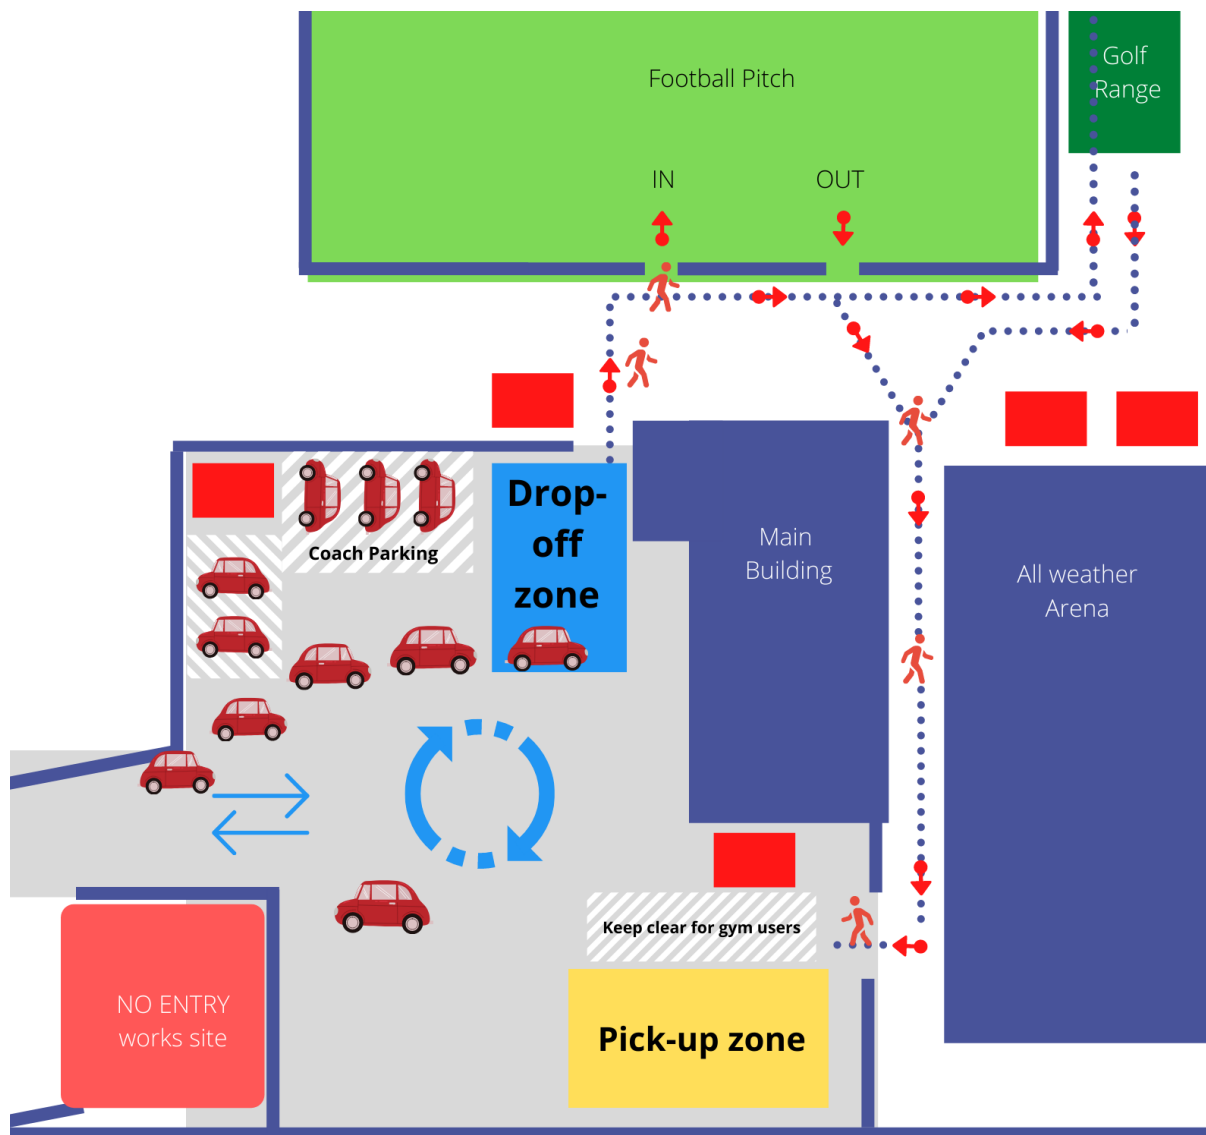 Football Pitch
Golf
Range
IN
OUT
Drop-
off
zone
Coach Parking
Main
Building
All weather
Arena
Keep clear for gym users
NO ENTRY
works site
Pick-up zone